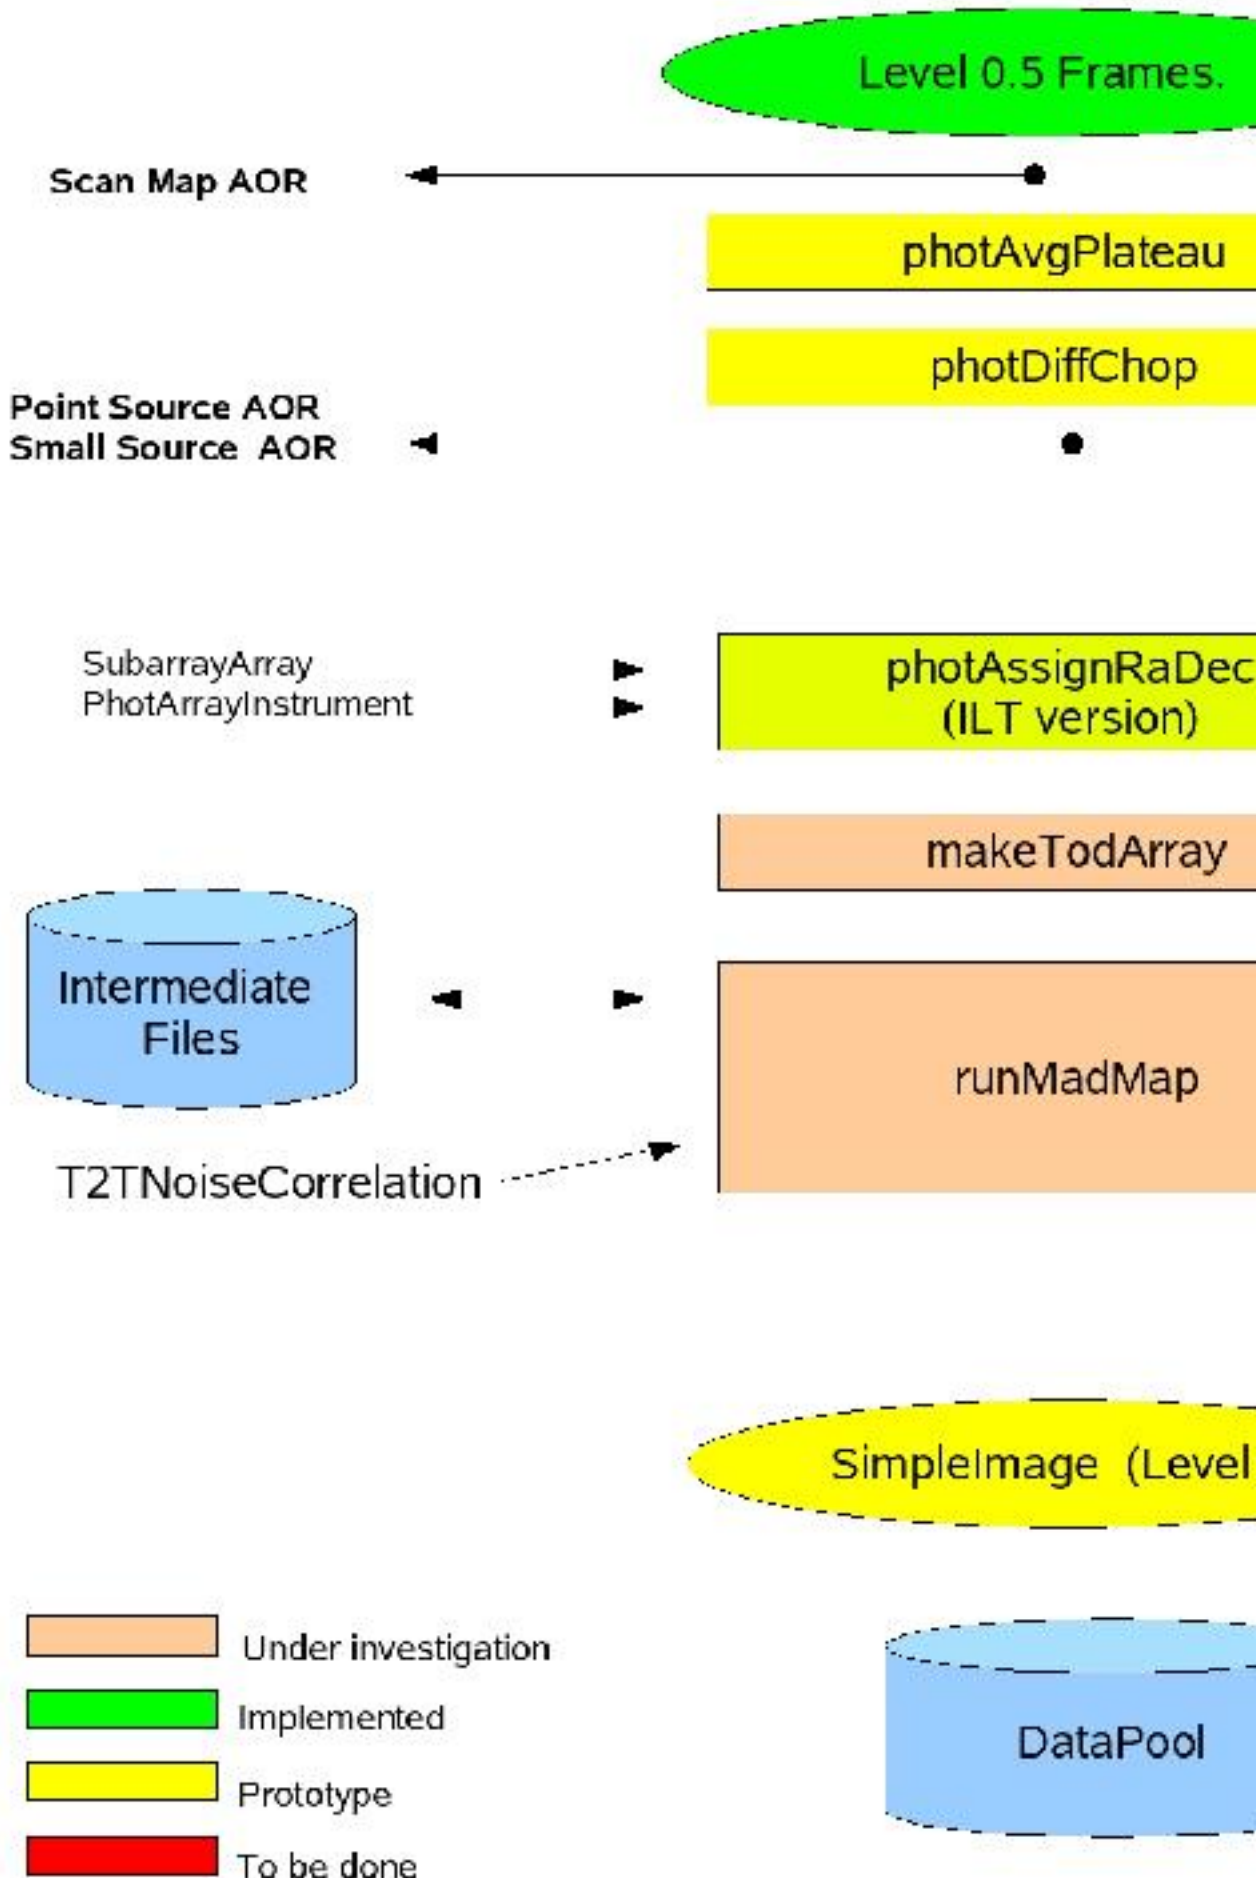 Level 0.5 Frames.
Scan Map AOR
photAvgPlateau
photDiffChop
Point Source AOR
Small Source  AOR
SubarrayArray
PhotArrayInstrument
photAssignRaDec
(ILT version)
makeTodArray
Intermediate
Files
runMadMap
T2TNoiseCorrelation
SimpleImage  (Level
Under investigation
Implemented
Prototype
To be done
DataPool